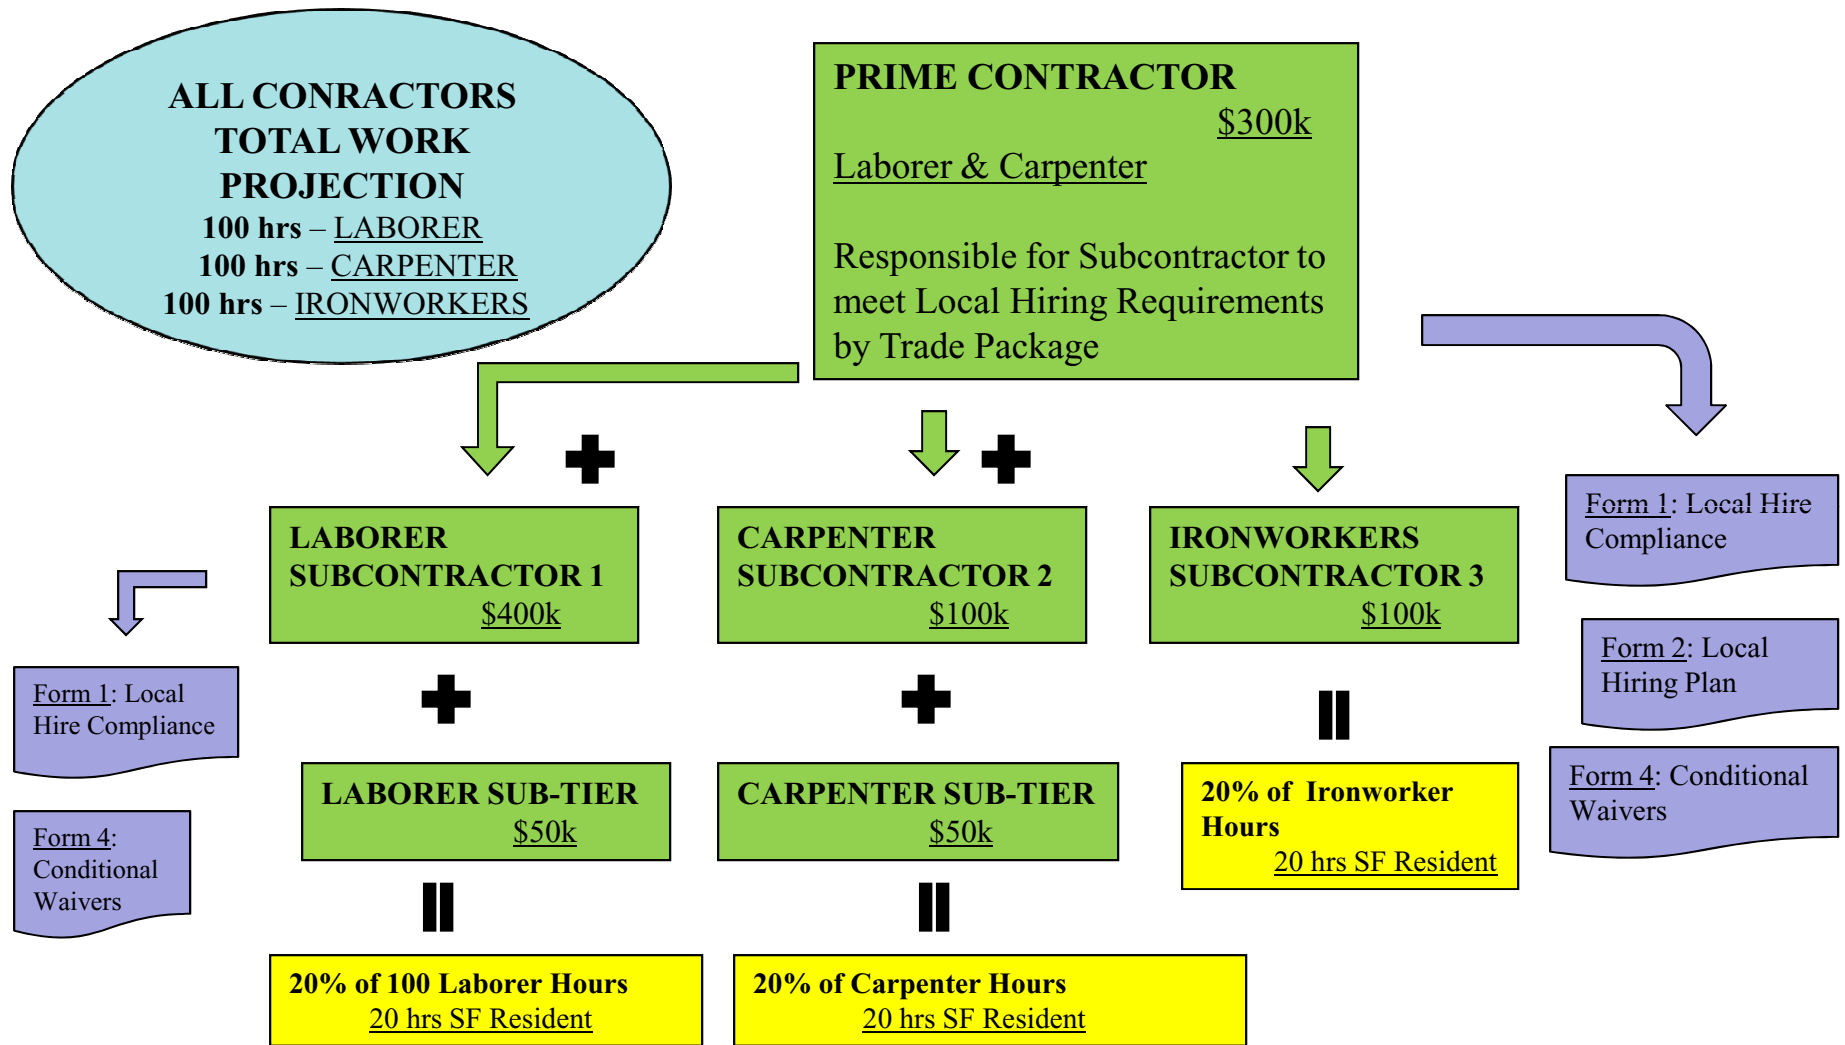 ALL CONRACTORS
TOTAL WORK
PROJECTION
100 hrs – LABORER
100 hrs – CARPENTER
100 hrs – IRONWORKERS
PRIME CONTRACTOR
$300k
Laborer & Carpenter
Responsible for Subcontractor to
meet Local Hiring Requirements
by Trade Package
LABORER
SUBCONTRACTOR 1
$400k
CARPENTER
SUBCONTRACTOR 2
$100k
IRONWORKERS
SUBCONTRACTOR 3
$100k
Form 1: Local Hire
Compliance
Form 2: Local
Hiring Plan
Form 4: Conditional
Waivers
Form 1: Local
Hire Compliance
Form 4:
Conditional
Waivers
LABORER SUB-TIER
$50k
CARPENTER SUB-TIER
$50k
20% of Ironworker
Hours
20 hrs SF Resident
20% of 100 Laborer Hours
20 hrs SF Resident
20% of Carpenter Hours
20 hrs SF Resident